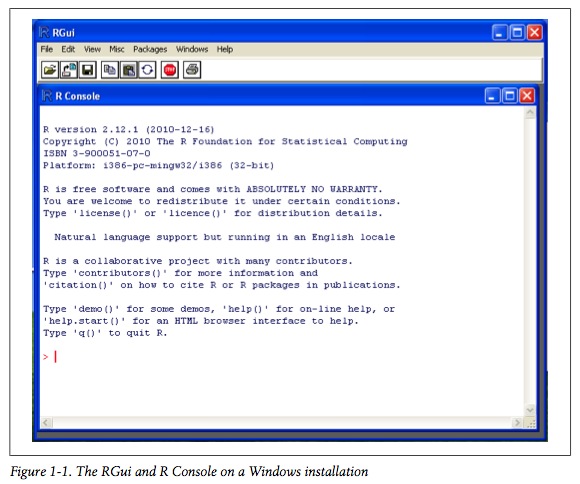 RGui
File Edit View Misc Packages Windows Help
STOP
R Console
R version 2.12.1 (2010-12-16)
Copyright (C) 2010 The R Foundation for Statistical Computing
ISBN 3-900051-07-0
Platform: i386-pc-mingw32/i386 (32-bit)
R is free software and comes with ABSOLUTELY NO WARRANTY.
You are welcome to redistribute it under certain conditions.
Type 'license()' or 'licence()' for distribution details.
Natural language support but running in an English locale
R is a collaborative project with many contributors.
Type 'contributors()' for more information and
'citation()' on how to cite R or R packages in publications.
Type 'demo()' for some demos, 'help()' for on-line help, or
'help.start()' for an HTML browser interface to help.
Type 'q()' to quit R.
>
Figure 1-1. The RGui and R Console on a Windows installation